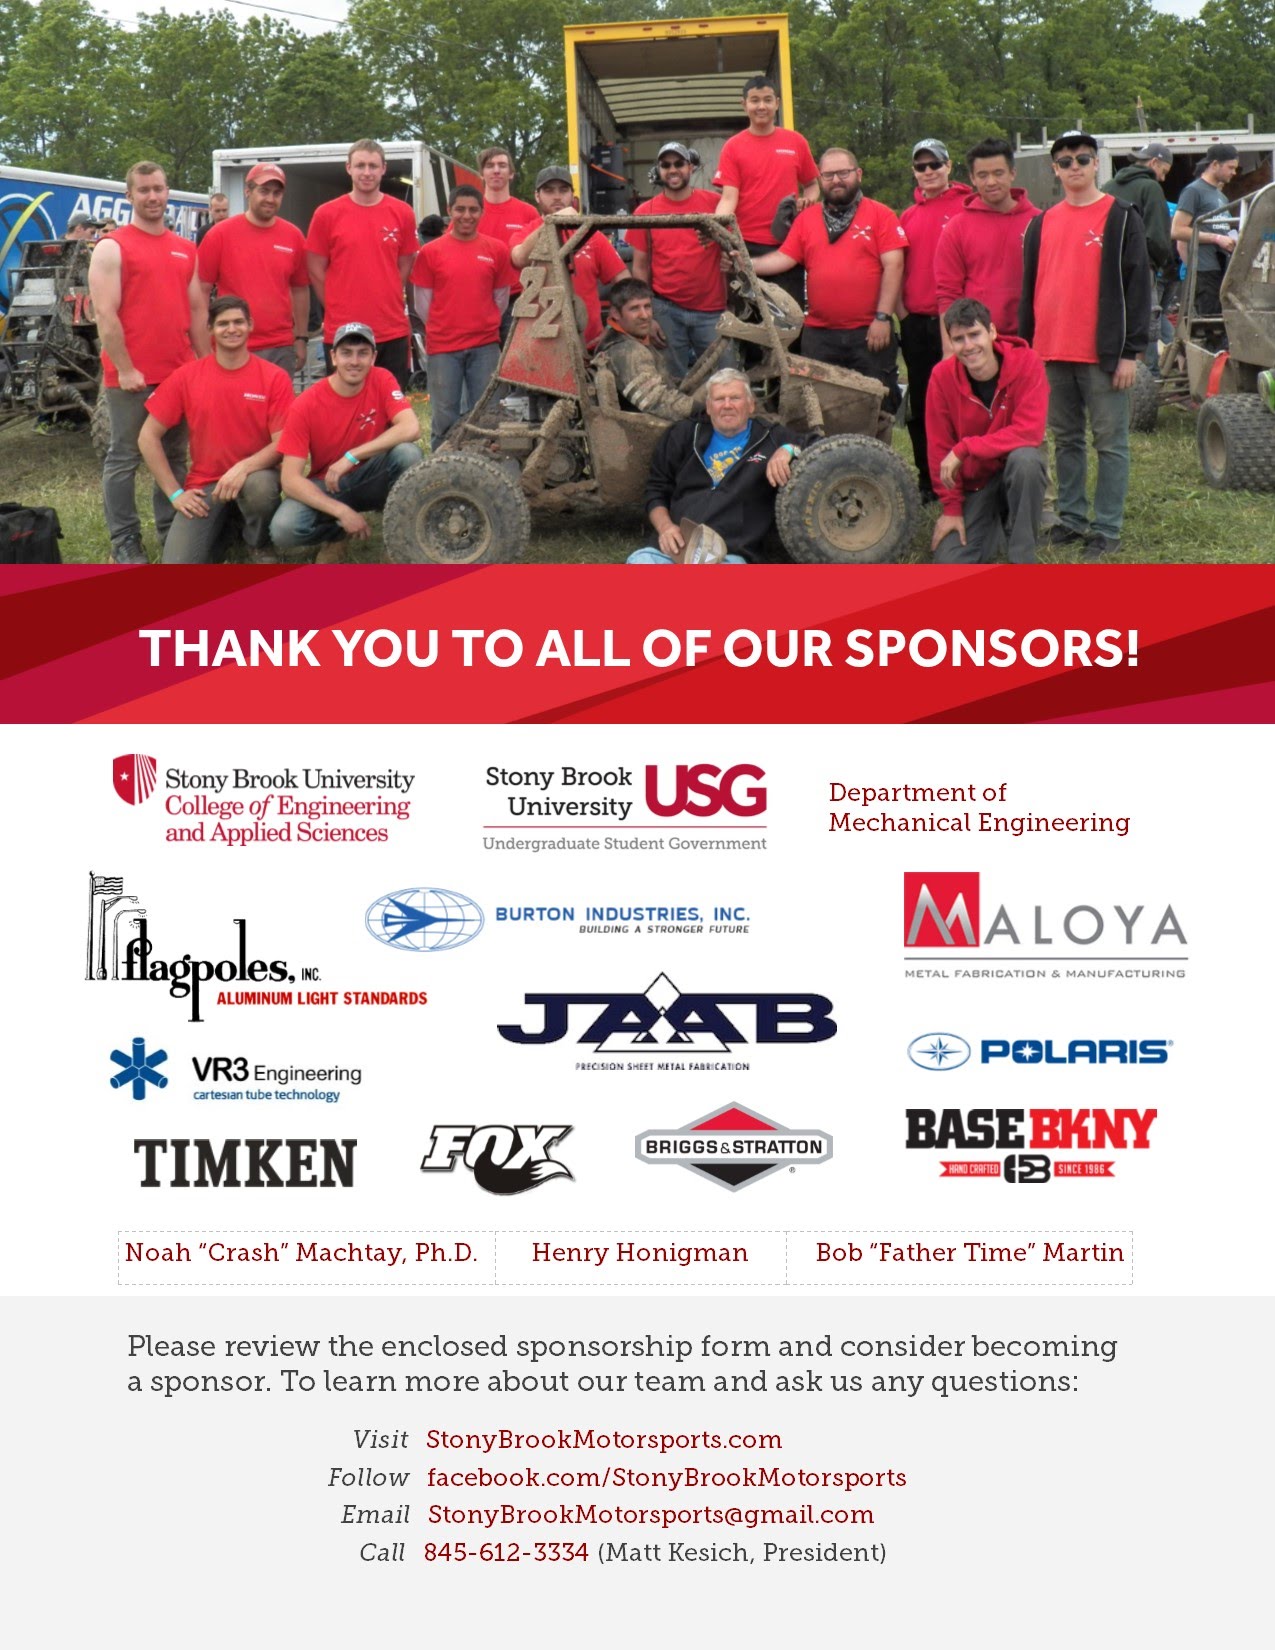 AGG
22
THANK YOU TO ALL OF OUR SPONSORS!
Stony Brook University
College of Engineering
and Applied Sciences
Stony Brook
University
USG
Undergraduate Student Government
Department of
Mechanical Engineering
flagpoles, INC.
ALUMINUM LIGHT STANDARDS
BURTON INDUSTRIES, INC.
BUILDING A STRONGER FUTURE
MALOYA
METAL FABRICATION & MANUFACTURING
JAAB
PRECISION SHEET METAL FABRICATION
VR3 Engineering
cartesian tube technology
POLARIS
TIMKEN
FOX
BRIGGS & STRATTON
®
BASE BKNY
HAND CRAFTED
SINCE 1986
Noah “Crash” Machtay, Ph.D.
Henry Honigman
Bob “Father Time” Martin
Please review the enclosed sponsorship form and consider becoming
a sponsor. To learn more about our team and ask us any questions:
Visit StonyBrookMotorsports.com
Follow facebook.com/StonyBrookMotorsports
Email StonyBrookMotorsports@gmail.com
Call 845-612-3334 (Matt Kesich, President)